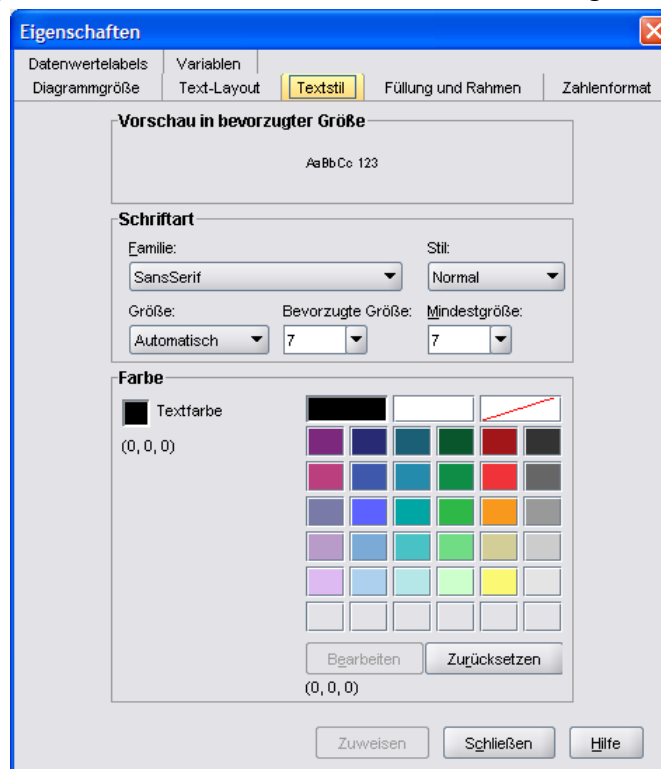 Eigenschaften
Datenwertelabels Variablen
Diagrammgröße Text-Layout Textstil Füllung und Rahmen Zahlenformat
Vorschau in bevorzugter Größe
AaBbCc 123
Schriftart
Familie: Stil:
SansSerif Normal
Größe: Bevorzugte Größe: Mindestgröße:
Automatisch 7 7
Farbe
Textfarbe
(0, 0, 0)
Bearbeiten Zurücksetzen
(0, 0, 0)
Zuweisen Schließen Hilfe